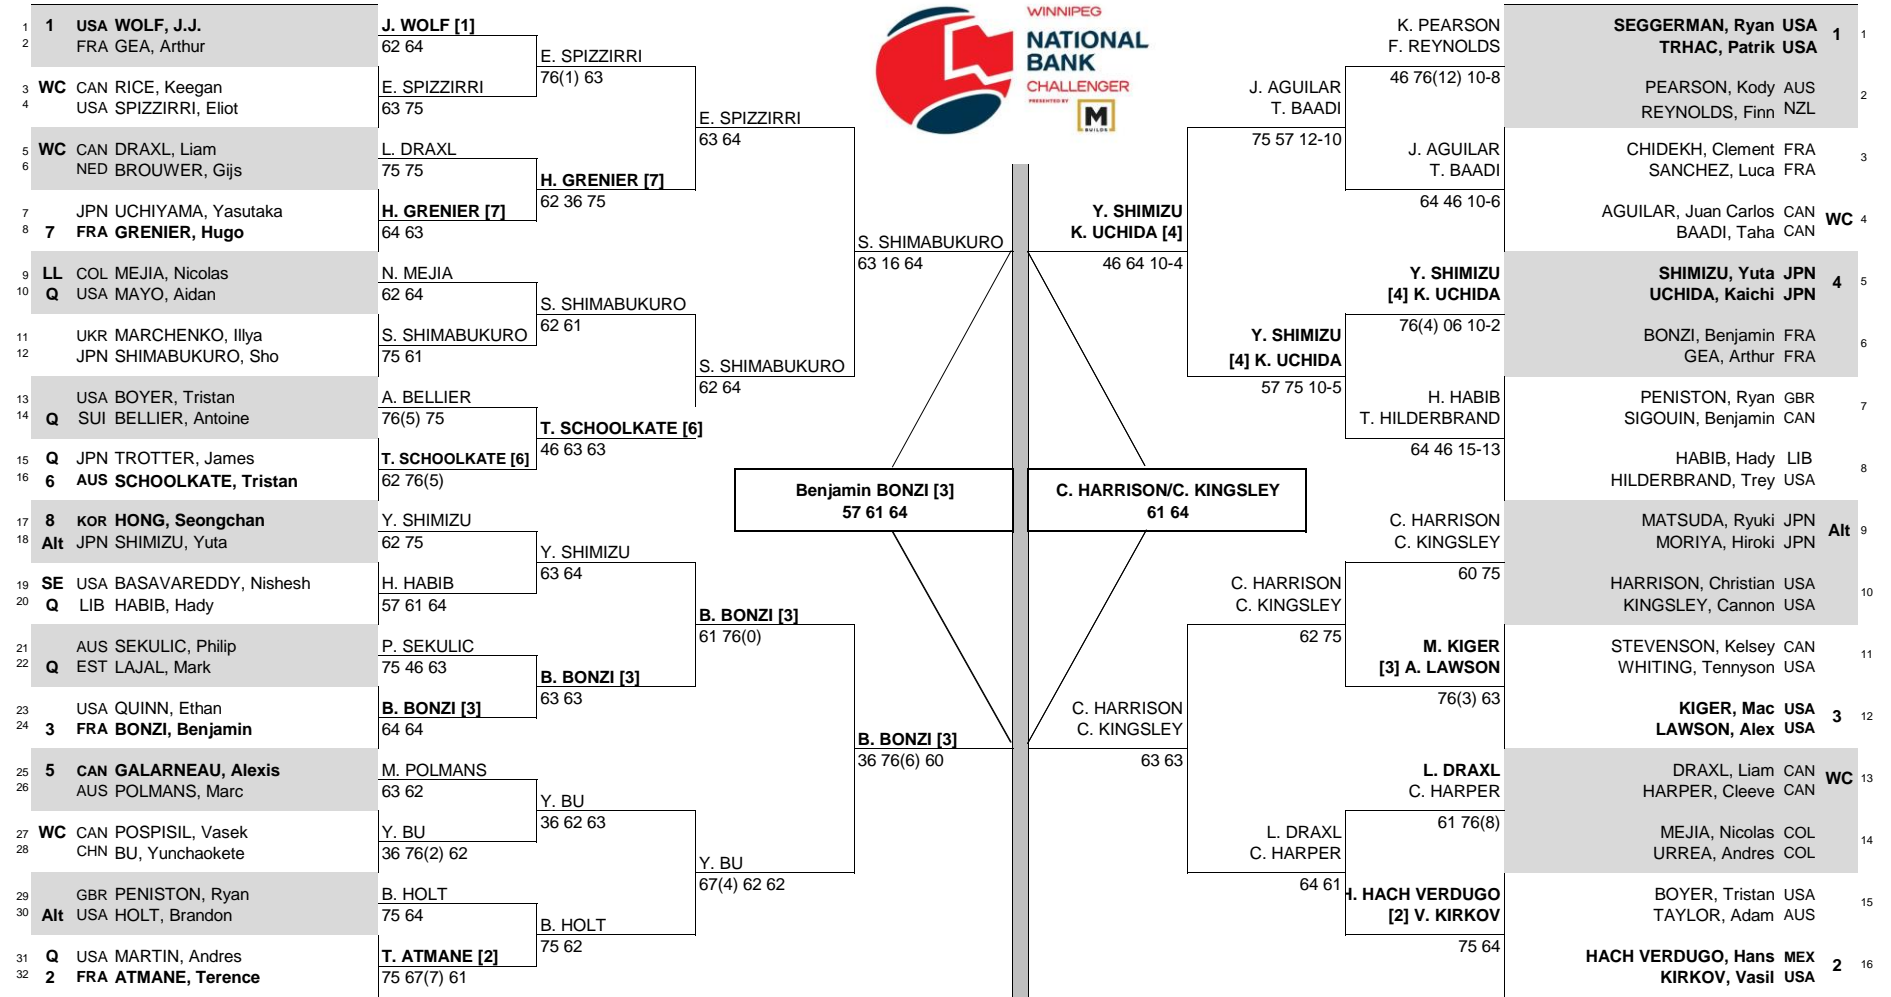 WINNIPEG
NATIONAL
BANK
CHALLENGER
PRESENTED BY
M
BUILDS
1 1 USA WOLF, J.J.
2 FRA GEA, Arthur
3 WC CAN RICE, Keegan
4 USA SPIZZIRRI, Eliot
5 WC CAN DRAXL, Liam
6 NED BROUWER, Gijs
7 JPN UCHIYAMA, Yasutaka
8 7 FRA GRENIER, Hugo
9 LL COL MEJIA, Nicolas
10 Q USA MAYO, Aidan
11 UKR MARCHENKO, Illya
12 JPN SHIMABUKURO, Sho
13 USA BOYER, Tristan
14 Q SUI BELLIER, Antoine
15 Q JPN TROTTER, James
16 6 AUS SCHOOLKATE, Tristan
17 8 KOR HONG, Seongchan
18 Alt JPN SHIMIZU, Yuta
19 SE USA BASAVAREDDY, Nishesh
20 Q LIB HABIB, Hady
21 AUS SEKULIC, Philip
22 Q EST LAJAL, Mark
23 USA QUINN, Ethan
24 3 FRA BONZI, Benjamin
25 5 CAN GALARNEAU, Alexis
26 AUS POLMANS, Marc
27 WC CAN POSPISIL, Vasek
28 CHN BU, Yunchaokete
29 GBR PENISTON, Ryan
30 Alt USA HOLT, Brandon
31 Q USA MARTIN, Andres
32 2 FRA ATMANE, Terence
J. WOLF [1]
62 64
E. SPIZZIRRI
63 75
L. DRAXL
75 75
H. GRENIER [7]
64 63
N. MEJIA
62 64
S. SHIMABUKURO
75 61
A. BELLIER
76(5) 75
T. SCHOOLKATE [6]
62 76(5)
Y. SHIMIZU
62 75
H. HABIB
57 61 64
P. SEKULIC
75 46 63
B. BONZI [3]
64 64
M. POLMANS
63 62
Y. BU
36 76(2) 62
B. HOLT
75 64
T. ATMANE [2]
75 67(7) 61
E. SPIZZIRRI
76(1) 63
H. GRENIER [7]
62 36 75
S. SHIMABUKURO
62 61
T. SCHOOLKATE [6]
46 63 63
Y. SHIMIZU
63 64
B. BONZI [3]
63 63
Y. BU
36 62 63
B. HOLT
75 62
E. SPIZZIRRI
63 64
S. SHIMABUKURO
62 64
B. BONZI [3]
61 76(0)
Y. BU
67(4) 62 62
S. SHIMABUKURO
63 16 64
B. BONZI [3]
36 76(6) 60
Benjamin BONZI [3]
57 61 64
C. HARRISON/C. KINGSLEY
61 64
Y. SHIMIZU
K. UCHIDA [4]
46 64 10-4
C. HARRISON
C. KINGSLEY
63 63
J. AGUILAR
T. BAADI
75 57 12-10
Y. SHIMIZU
[4] K. UCHIDA
57 75 10-5
C. HARRISON
C. KINGSLEY
62 75
L. DRAXL
C. HARPER
64 61
K. PEARSON
F. REYNOLDS
46 76(12) 10-8
J. AGUILAR
T. BAADI
64 46 10-6
Y. SHIMIZU
[4] K. UCHIDA
76(4) 06 10-2
H. HABIB
T. HILDERBRAND
64 46 15-13
C. HARRISON
C. KINGSLEY
60 75
M. KIGER
[3] A. LAWSON
76(3) 63
L. DRAXL
C. HARPER
61 76(8)
H. HACH VERDUGO
[2] V. KIRKOV
75 64
SEGGERMAN, Ryan USA 1 1
TRHAC, Patrik USA
PEARSON, Kody AUS 2
REYNOLDS, Finn NZL
CHIDEKH, Clement FRA 3
SANCHEZ, Luca FRA
AGUILAR, Juan Carlos CAN WC 4
BAADI, Taha CAN
SHIMIZU, Yuta JPN 4 5
UCHIDA, Kaichi JPN
BONZI, Benjamin FRA 6
GEA, Arthur FRA
PENISTON, Ryan GBR 7
SIGOUIN, Benjamin CAN
HABIB, Hady LIB 8
HILDERBRAND, Trey USA
MATSUDA, Ryuki JPN Alt 9
MORIYA, Hiroki JPN
HARRISON, Christian USA 10
KINGSLEY, Cannon USA
STEVENSON, Kelsey CAN 11
WHITING, Tennyson USA
KIGER, Mac USA 3 12
LAWSON, Alex USA
DRAXL, Liam CAN WC 13
HARPER, Cleeve CAN
MEJIA, Nicolas COL 14
URREA, Andres COL
BOYER, Tristan USA 15
TAYLOR, Adam AUS
HACH VERDUGO, Hans MEX 2 16
KIRKOV, Vasil USA